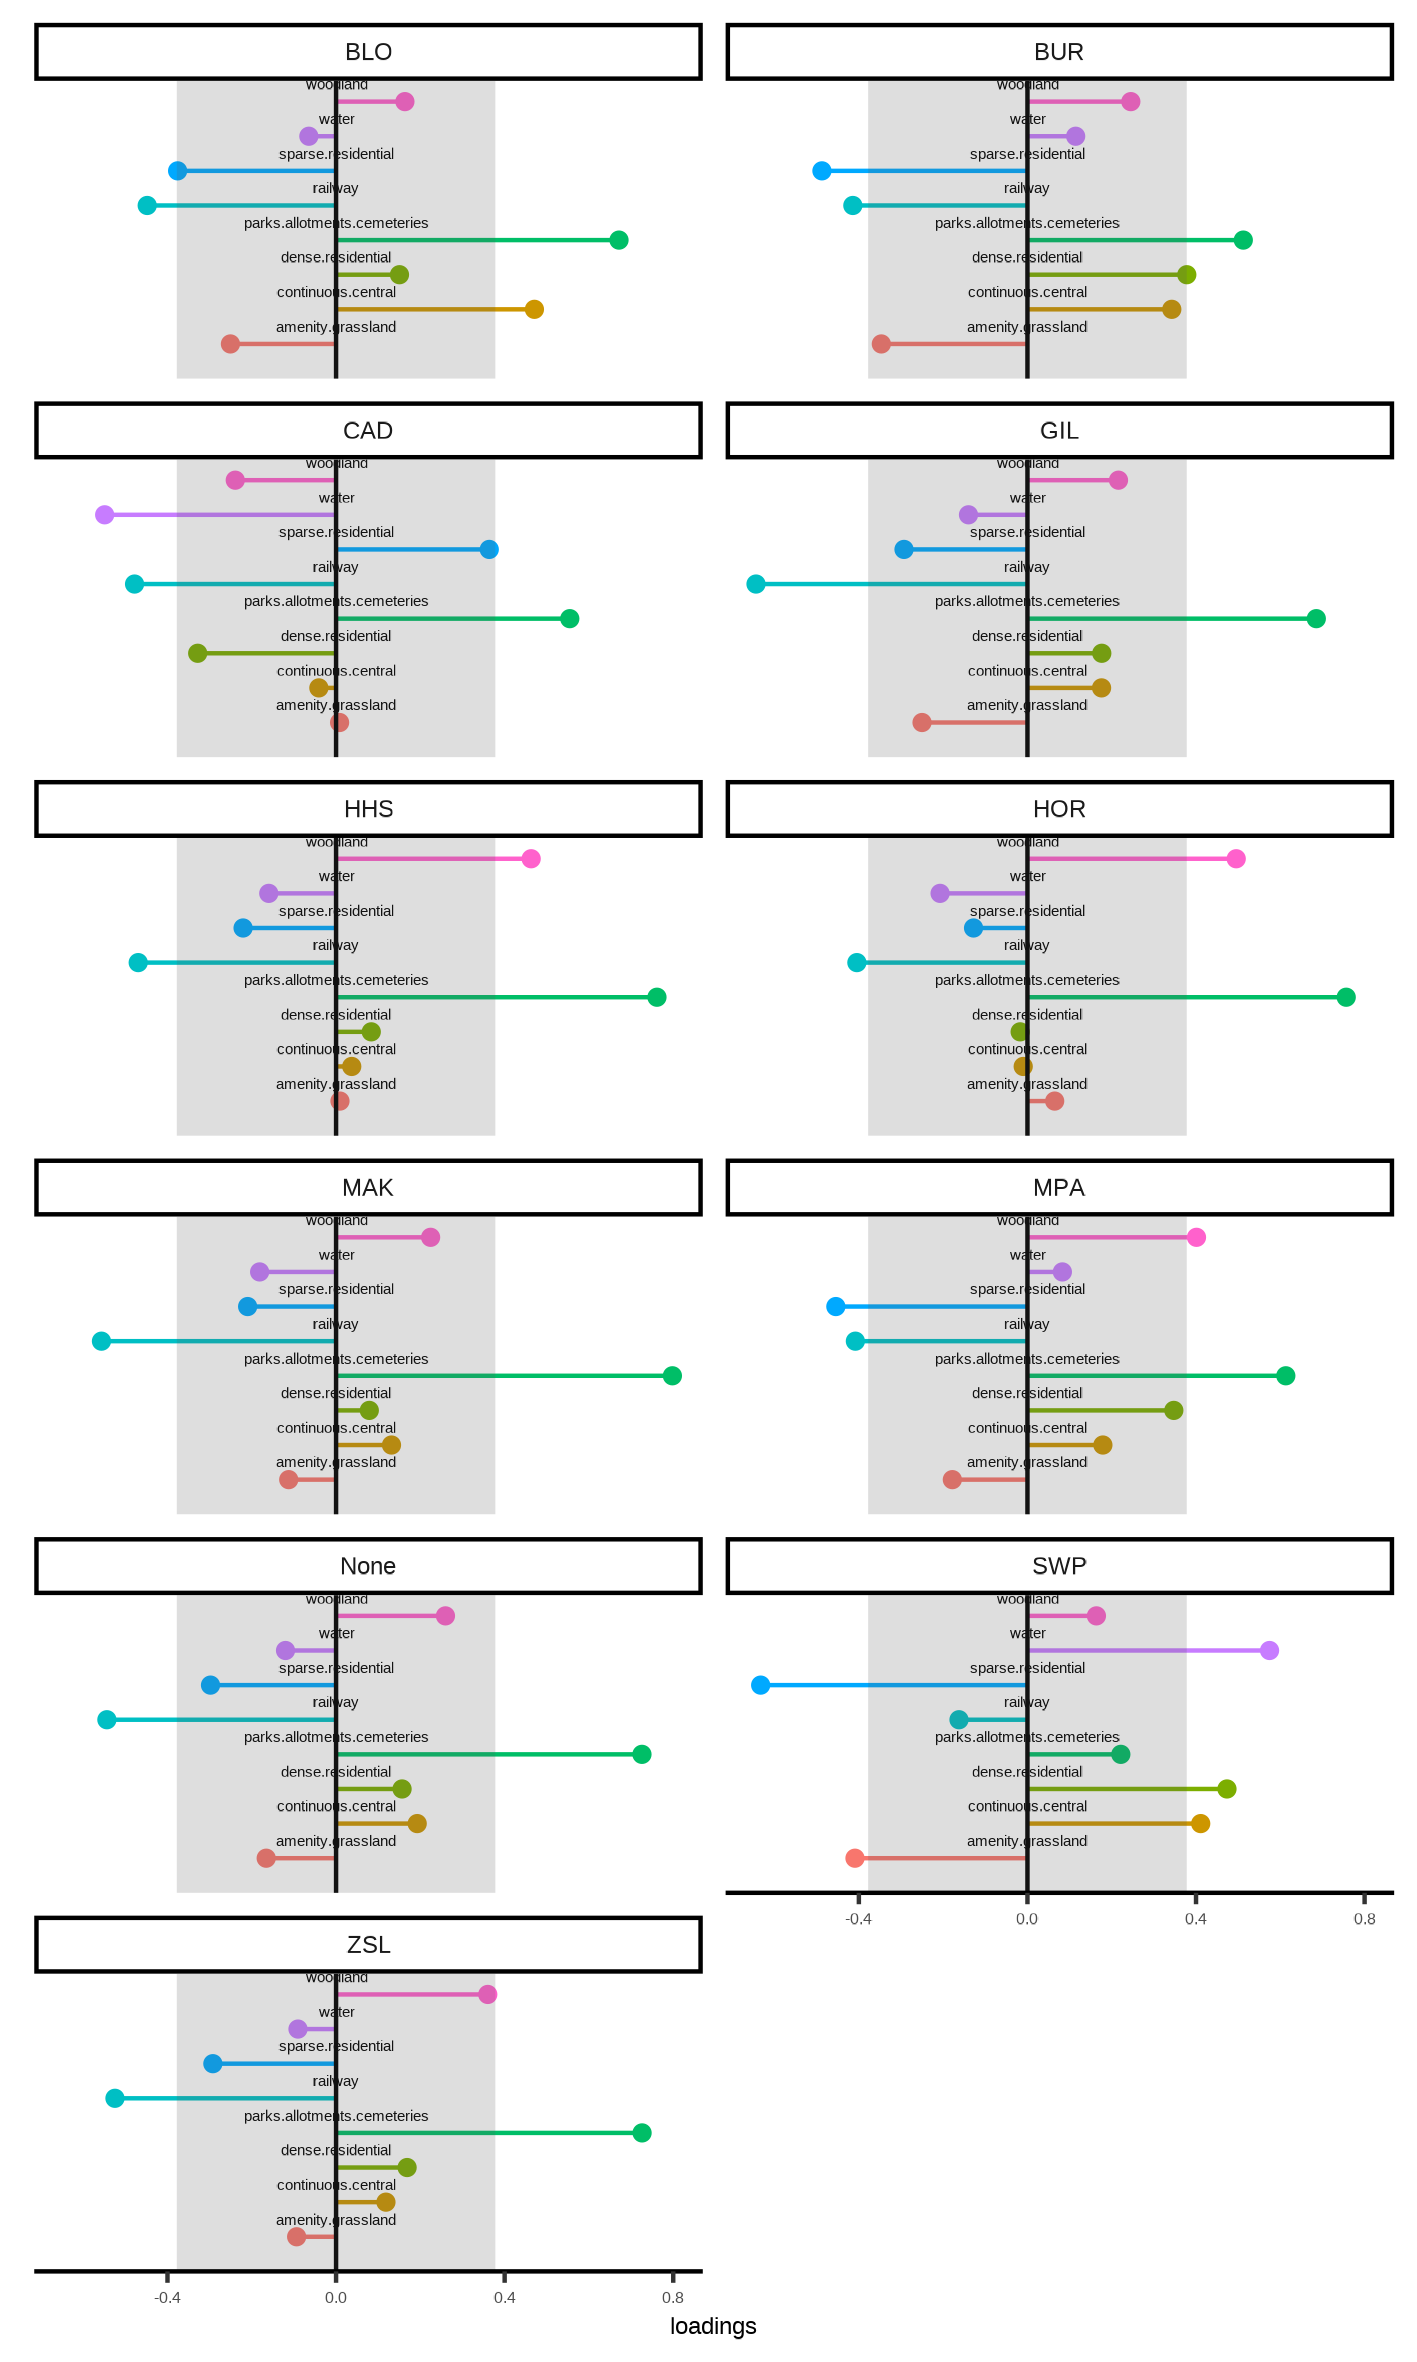 BLO
woodland
water
sparse.residential
railway
parks.allotments.cemeteries
dense.residential
continuous.central
amenity.grassland
BUR
woodland
water
sparse.residential
railway
parks.allotments.cemeteries
dense.residential
continuous.central
amenity.grassland
CAD
woodland
water
sparse.residential
railway
parks.allotments.cemeteries
dense.residential
continuous.central
amenity.grassland
GIL
woodland
water
sparse.residential
railway
parks.allotments.cemeteries
dense.residential
continuous.central
amenity.grassland
HHS
woodland
water
sparse.residential
railway
parks.allotments.cemeteries
dense.residential
continuous.central
amenity.grassland
HOR
woodland
water
sparse.residential
railway
parks.allotments.cemeteries
dense.residential
continuous.central
amenity.grassland
MAK
woodland
water
sparse.residential
railway
parks.allotments.cemeteries
dense.residential
continuous.central
amenity.grassland
MPA
woodland
water
sparse.residential
railway
parks.allotments.cemeteries
dense.residential
continuous.central
amenity.grassland
None
woodland
water
sparse.residential
railway
parks.allotments.cemeteries
dense.residential
continuous.central
amenity.grassland
SWP
woodland
water
sparse.residential
railway
parks.allotments.cemeteries
dense.residential
continuous.central
amenity.grassland
-0.4 0.0 0.4 0.8
ZSL
woodland
water
sparse.residential
railway
parks.allotments.cemeteries
dense.residential
continuous.central
amenity.grassland
-0.4 0.0 0.4 0.8
loadings